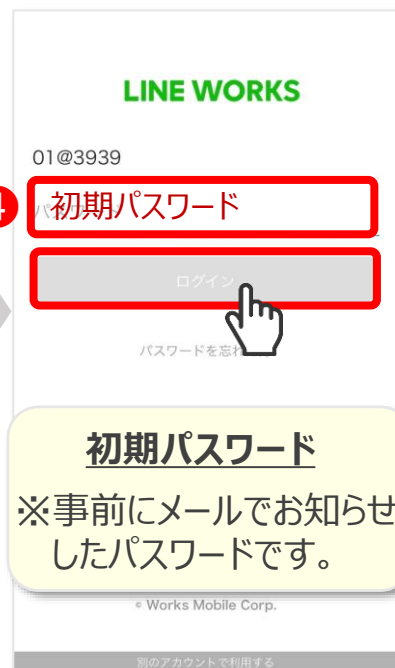 LINE WORKS
01@3939
初期パスワード
ログイン
パスワードを忘れ
初期パスワード
※事前にメールでお知らせ
したパスワードです。
© Works Mobile Corp.
別のアカウントで利用する